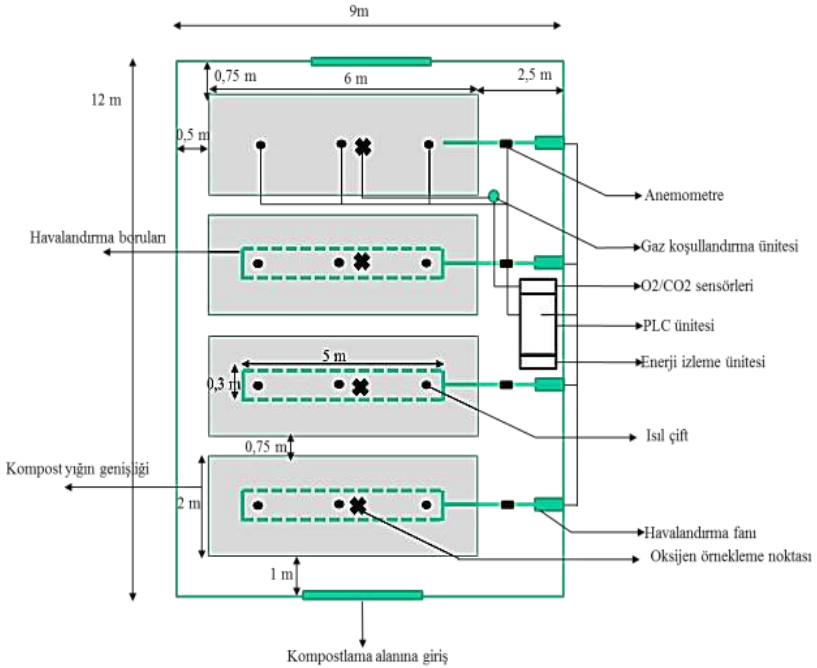 9m
0,75 m
6 m
2,5 m
12 m
0,5 m
Anemometre
Havalandırma boruları
Gaz koşullandırma ünitesi
O2/CO2 sensörleri
PLC ünitesi
5 m
Enerji izleme ünitesi
0,3 m
Isıl çift
0,75 m
Kompost yığın genişliği
2 m
Havalandırma fanı
Oksijen örnekleme noktası
1 m
Kompostlama alanına giriş